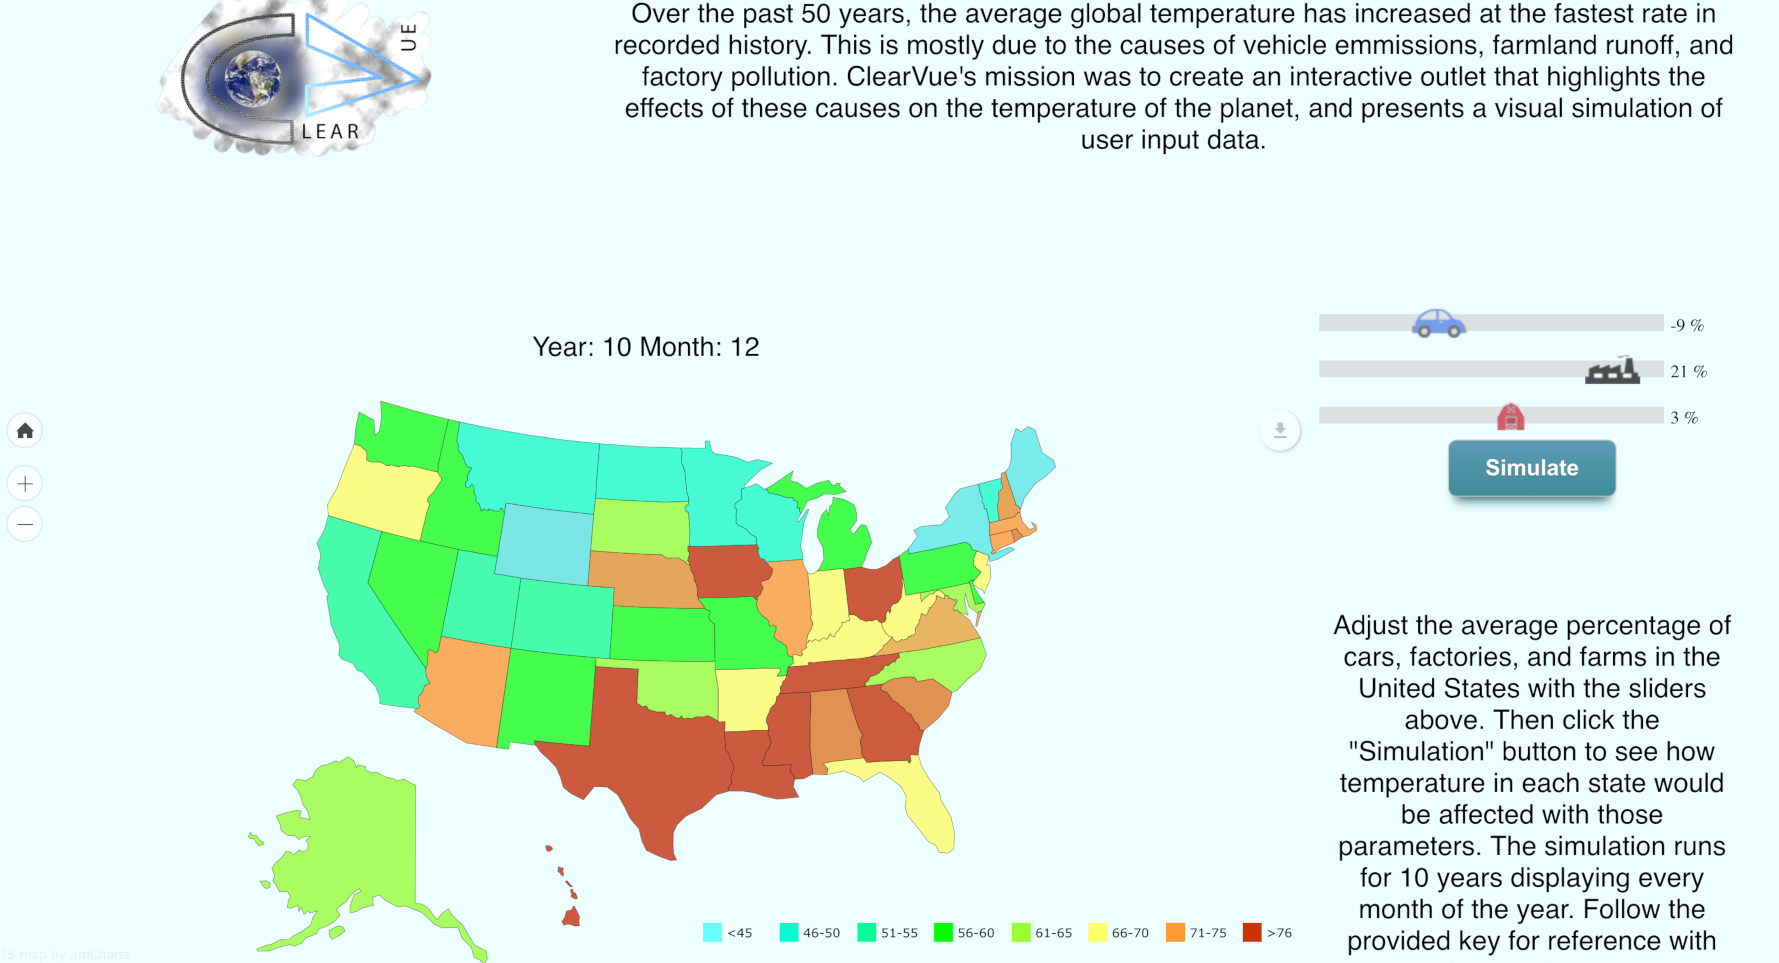 UE
LEAR
Over the past 50 years, the average global temperature has increased at the fastest rate in
recorded history. This is mostly due to the causes of vehicle emmissions, farmland runoff, and
factory pollution. ClearVue's mission was to create an interactive outlet that highlights the
effects of these causes on the temperature of the planet, and presents a visual simulation of
user input data.
Year: 10 Month: 12
-9 %
21 %
3 %
Simulate
Adjust the average percentage of
cars, factories, and farms in the
United States with the sliders
above. Then click the
"Simulation" button to see how
temperature in each state would
be affected with those
parameters. The simulation runs
for 10 years displaying every
month of the year. Follow the
provided key for reference with
<45
46-50
51-55
56-60
61-65
66-70
71-75
>76
JS map by amCharts